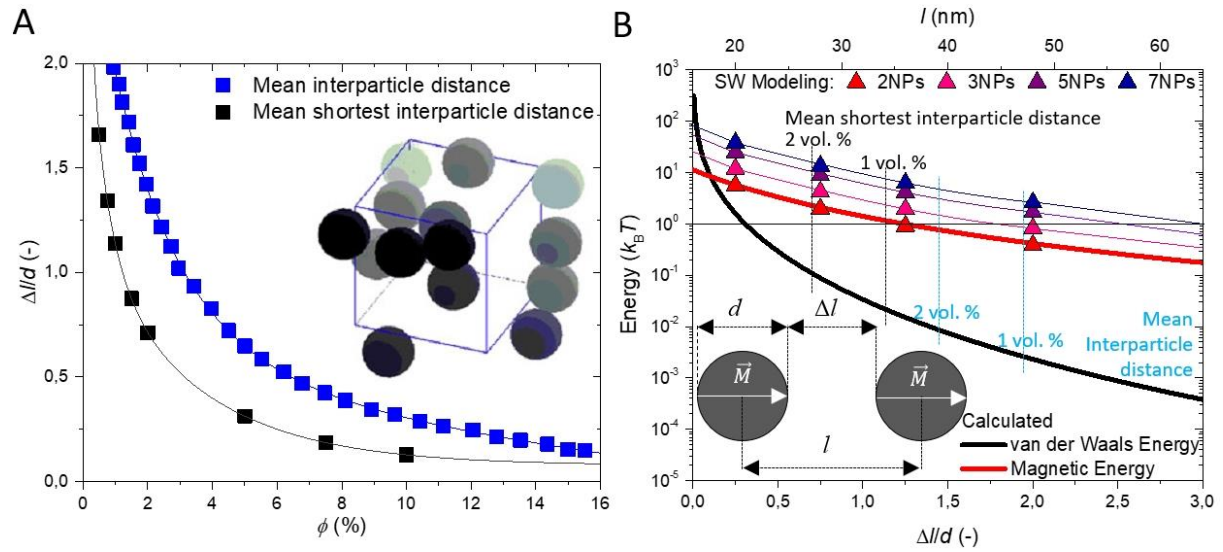 A
2,0
1,5
1,0
0,5
0,0
Δl/d (-)
0 2 4 6 8 10 12 14 16
ϕ (%)
Mean interparticle distance
Mean shortest interparticle distance
B
l (nm)
20 30 40 50 60
10³
10²
10¹
10⁰
10⁻¹
10⁻²
10⁻³
10⁻⁴
10⁻⁵
Energy (k_BT)
SW Modeling: 2NPs 3NPs 5NPs 7NPs
Mean shortest interparticle distance
2 vol. %
1 vol. %
2 vol. %
1 vol. %
Mean
Interparticle
distance
d
Δl
M⃗
M⃗
l
Calculated
van der Waals Energy
Magnetic Energy
0,0 0,5 1,0 1,5 2,0 2,5 3,0
Δl/d (-)